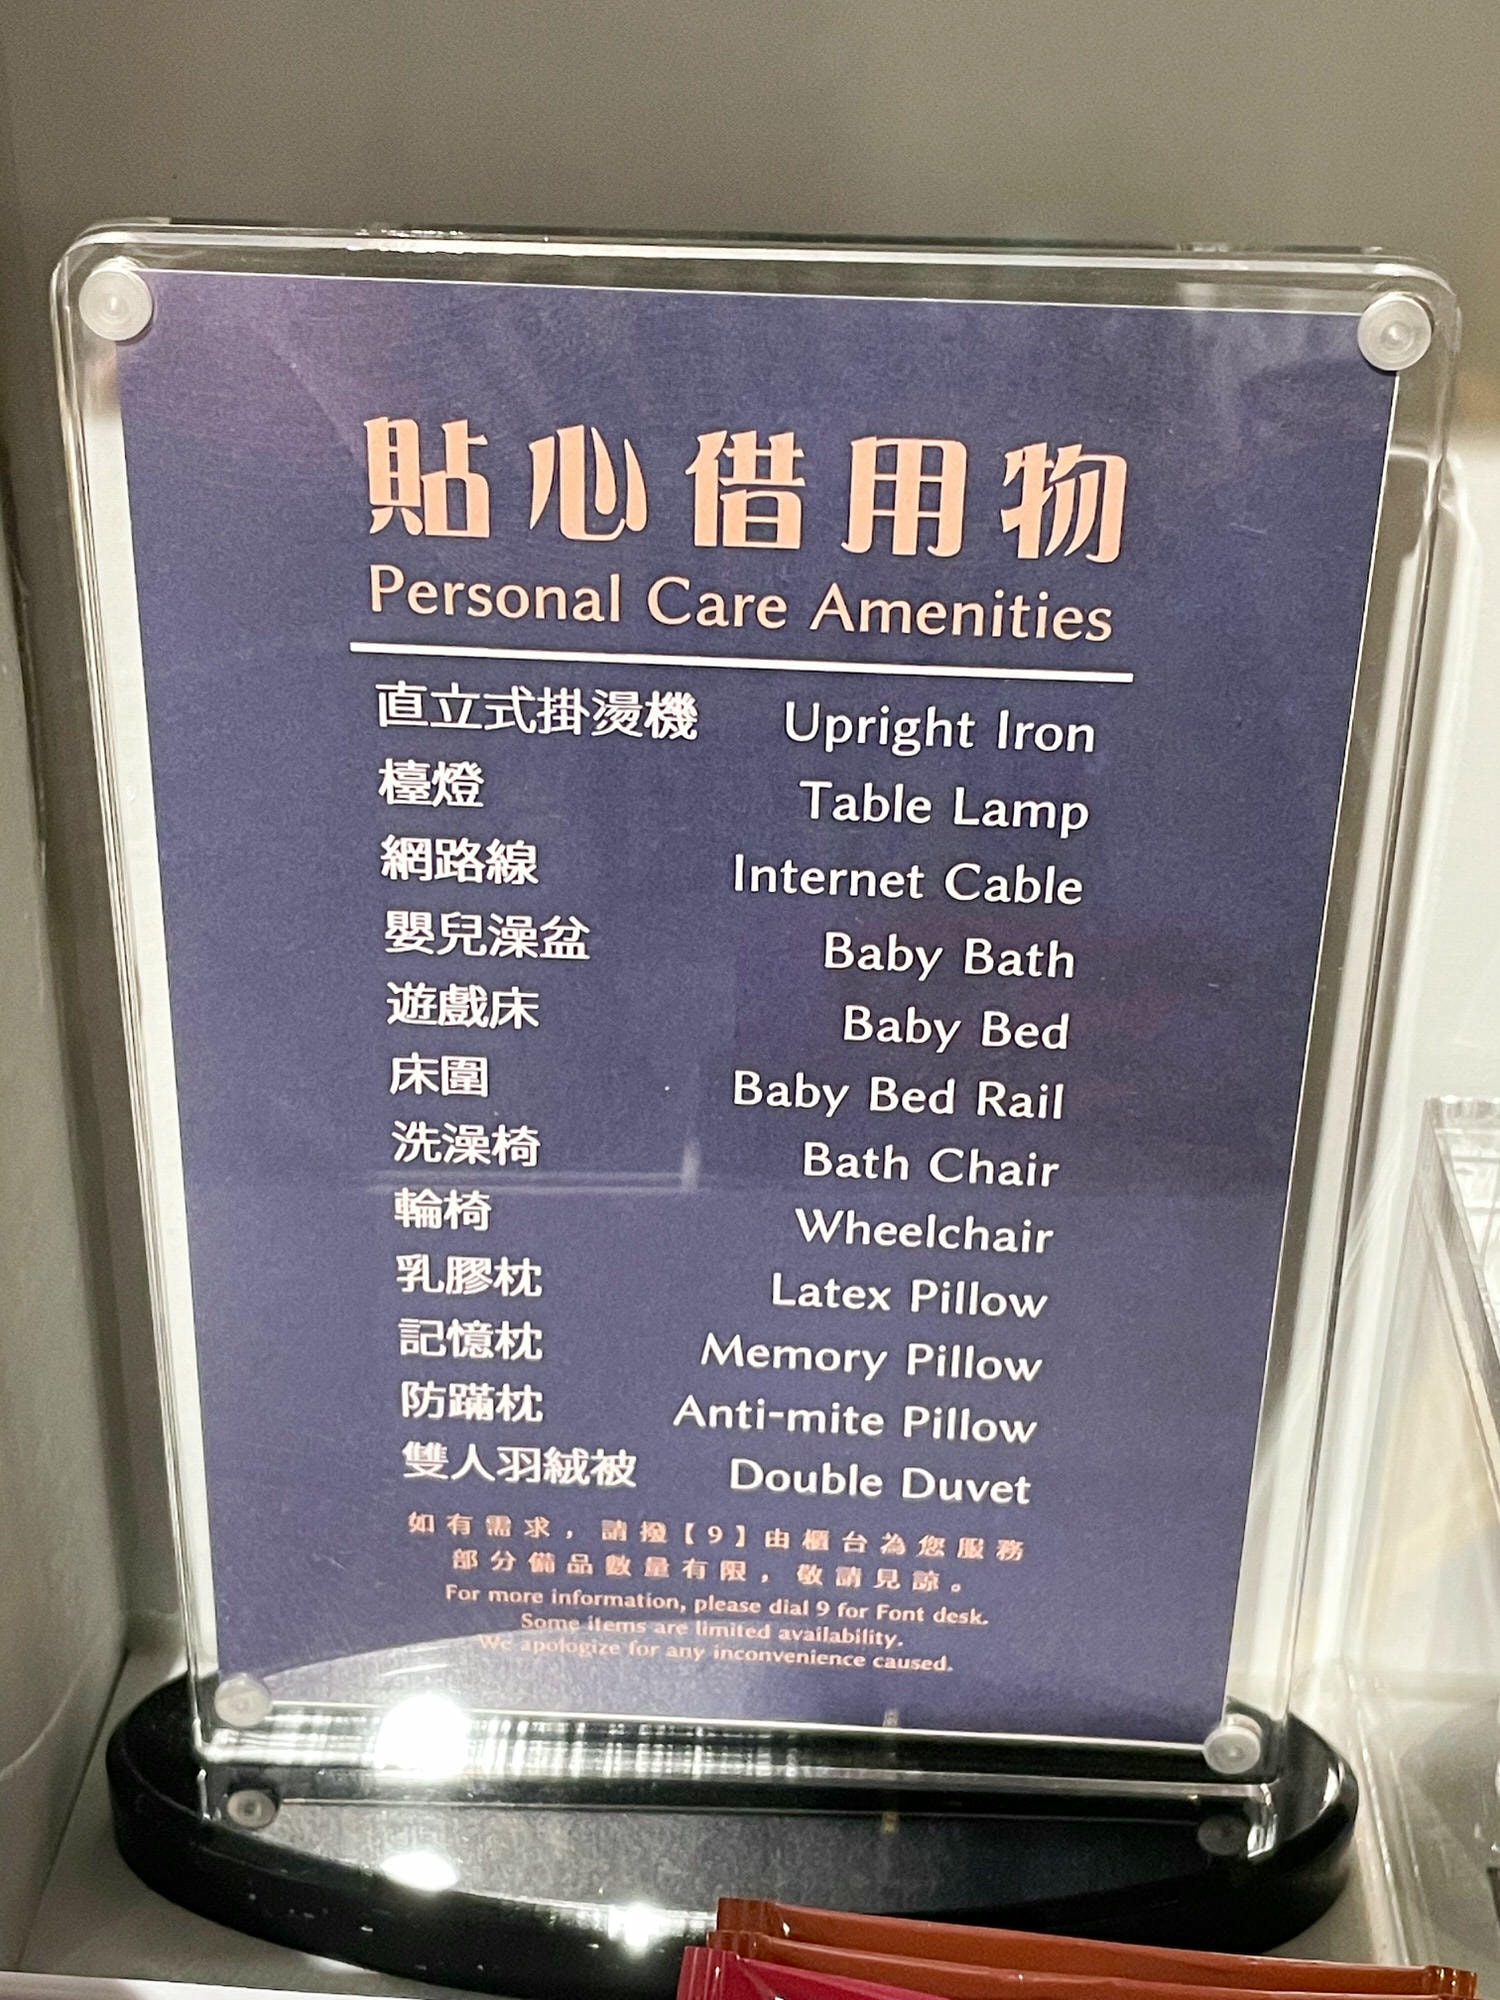 貼心借用物
Personal Care Amenities
直立式掛燙機 Upright Iron
檯燈 Table Lamp
網路線 Internet Cable
嬰兒澡盆 Baby Bath
遊戲床 Baby Bed
床圍 Baby Bed Rail
洗澡椅 Bath Chair
輪椅 Wheelchair
乳膠枕 Latex Pillow
記憶枕 Memory Pillow
防蹣枕 Anti-mite Pillow
雙人羽絨被 Double Duvet
如有需求，請撥【9】由櫃台為您服務
部分備品數量有限，敬請見諒。
For more information, please dial 9 for Font desk.
Some items are limited availability.
We apologize for any inconvenience caused.